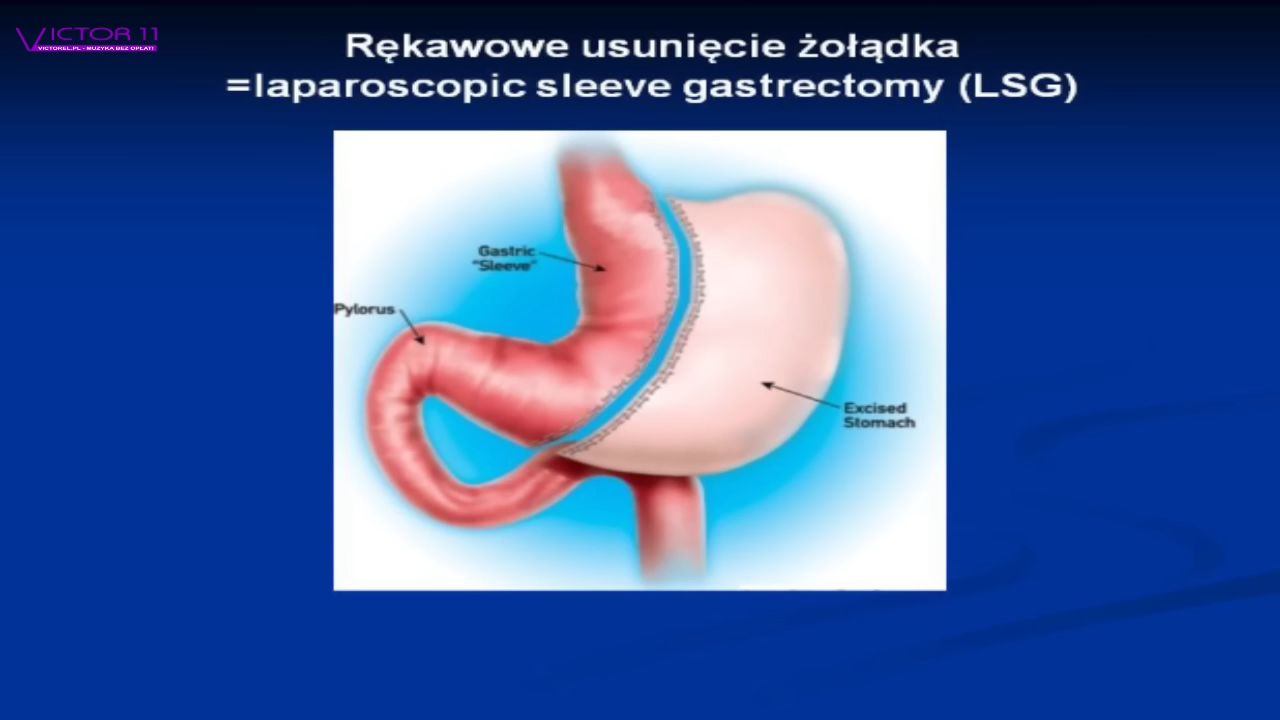 VICTOR 11
VICTOREL.PL - MUZYKA BEZ OPŁAT!
Rękawowe usunięcie żołądka
=laparoscopic sleeve gastrectomy (LSG)
Gastric
"Sleeve"
Pylorus
Excised
Stomach